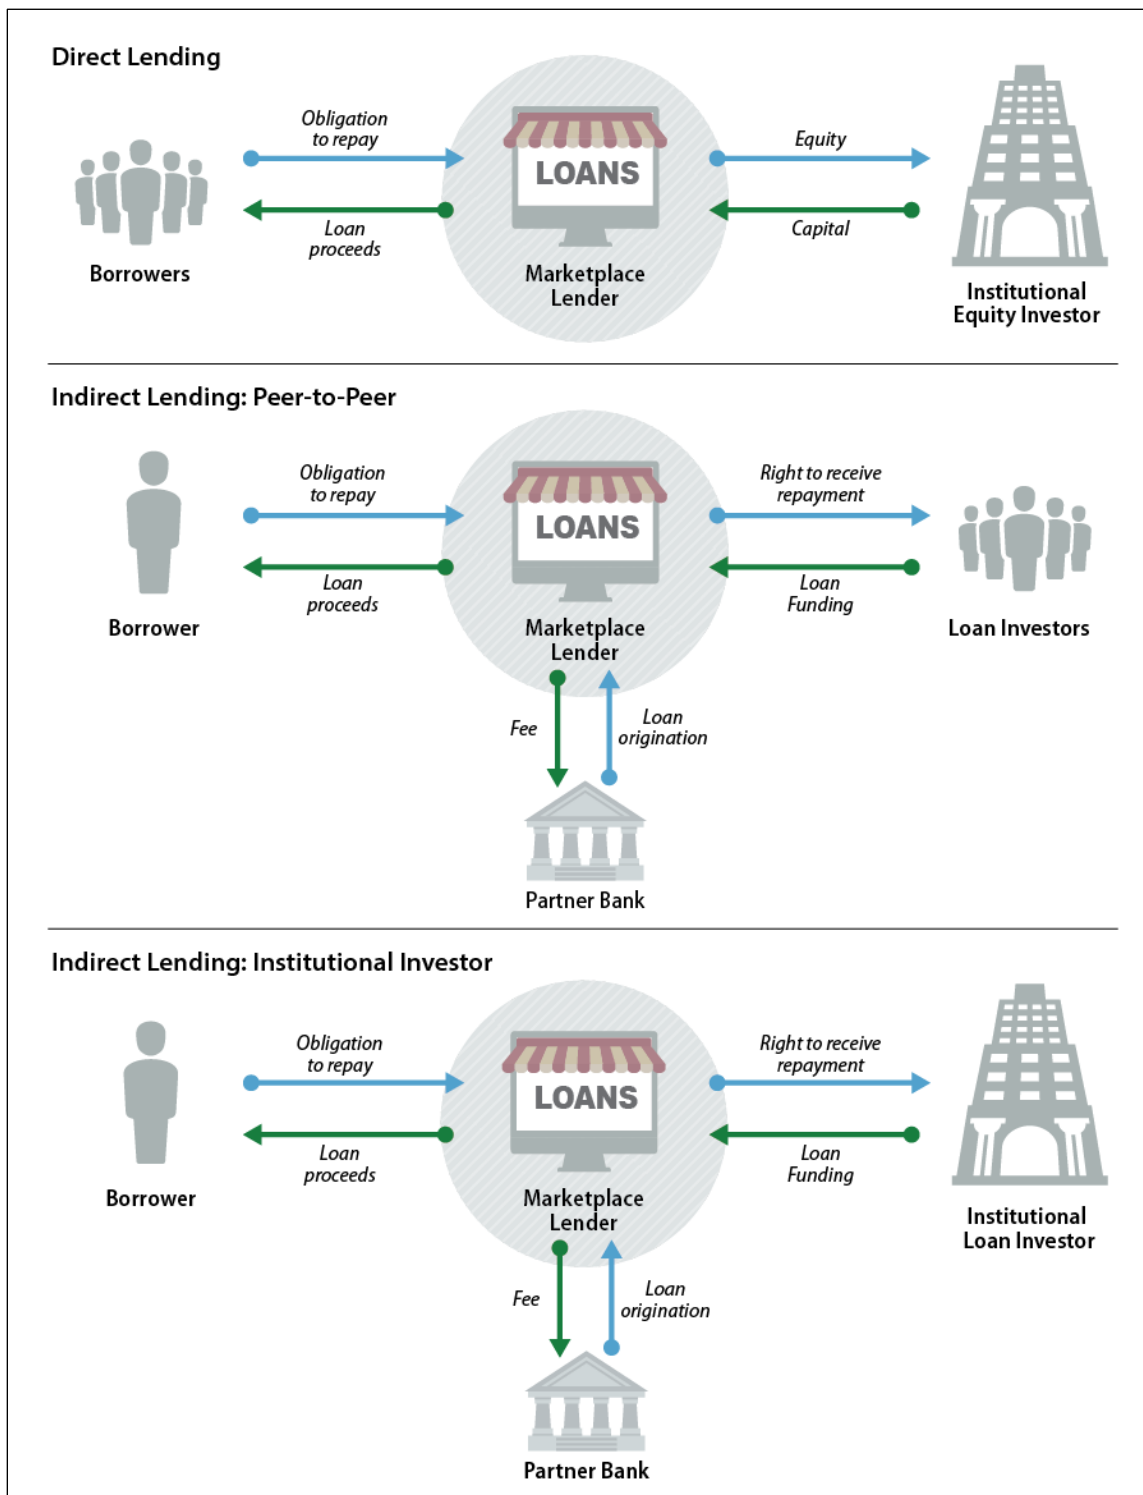 Direct Lending
Obligation
to repay
Equity
LOANS
Loan
proceeds
Capital
Borrowers
Marketplace
Lender
Institutional
Equity Investor
Indirect Lending: Peer-to-Peer
Obligation
to repay
Right to receive
repayment
LOANS
Loan
proceeds
Loan
Funding
Borrower
Marketplace
Lender
Loan Investors
Fee
Loan
origination
Partner Bank
Indirect Lending: Institutional Investor
Obligation
to repay
Right to receive
repayment
LOANS
Loan
proceeds
Loan
Funding
Borrower
Marketplace
Lender
Institutional
Loan Investor
Fee
Loan
origination
Partner Bank